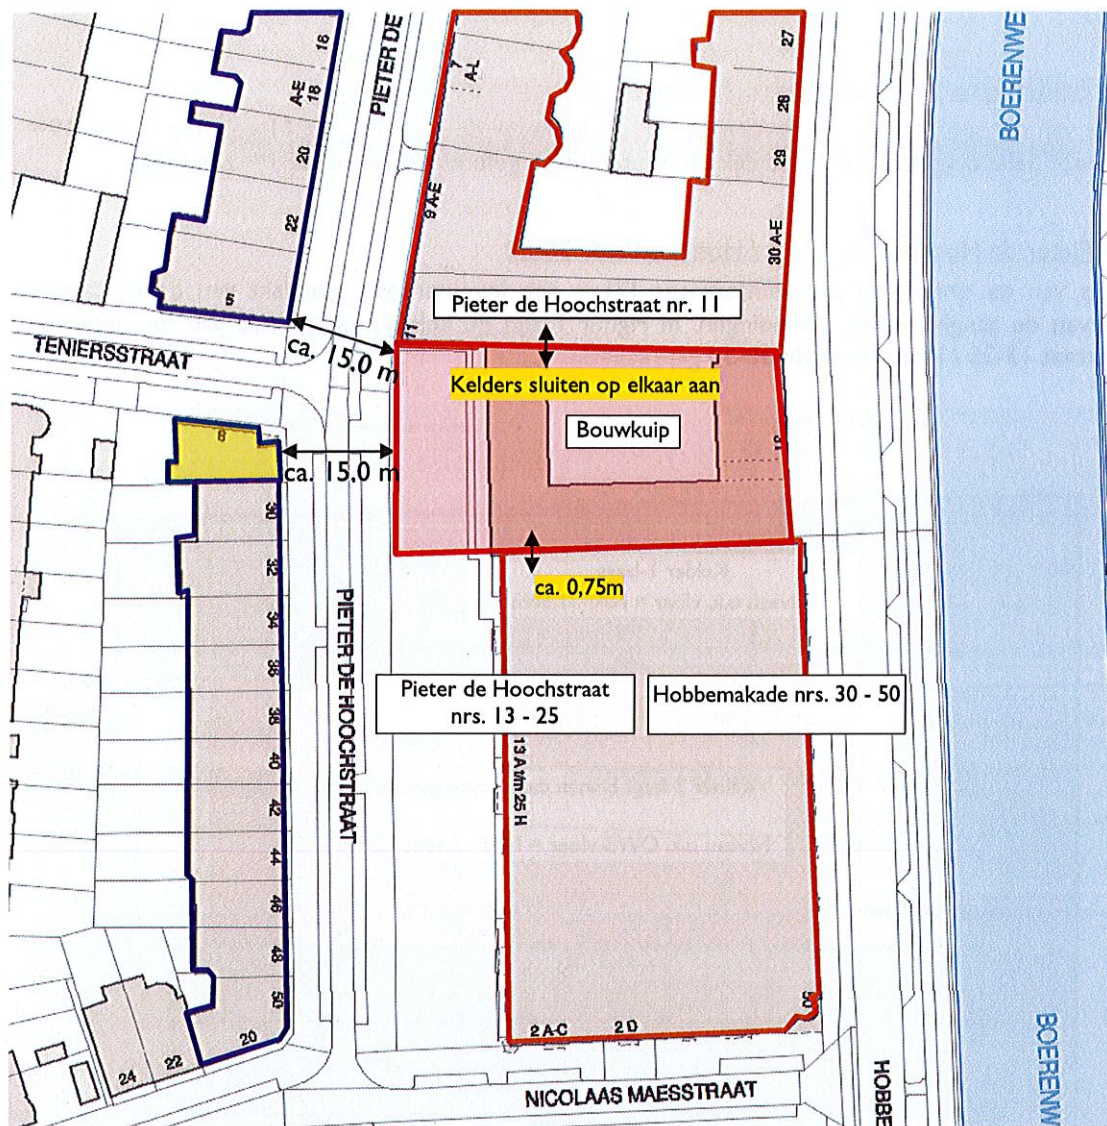 16
A-E
18
20
22
5
PIETER DE
7
A-L
9 A-E
11
27
28
29
30 A-E
BOERENWE
TENIERSSTRAAT
ca. 15.0 m
Pieter de Hoochstraat nr. 11
Kelders sluiten op elkaar aan
Bouwkuip
8
ca. 15.0 m
ca. 0,75m
30
32
34
36
38
40
42
44
46
48
50
20
22
24
PIETER DE HOOCHSTRAAT
Pieter de Hoochstraat
nrs. 13 - 25
Hobbemakade nrs. 30 - 50
13 A t/m 25 H
50
2 A-C
2 D
NICOLAAS MAESSTRAAT
HOBBE
BOERENW